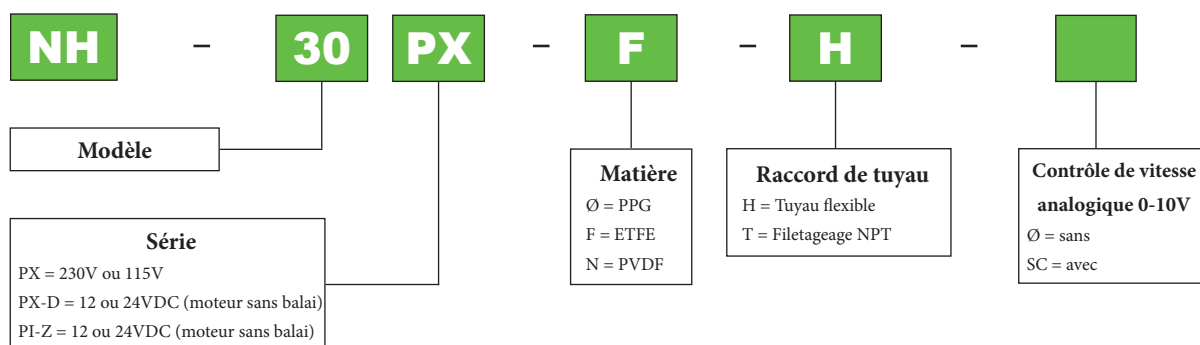 NH - 30 PX - F - H -
Modèle
Série
PX = 230V ou 115V
PX-D = 12 ou 24VDC (moteur sans balai)
PI-Z = 12 ou 24VDC (moteur sans balai)
Matière
Ø = PPG
F = ETFE
N = PVDF
Raccord de tuyau
H = Tuyau flexible
T = Filetageage NPT
Contrôle de vitesse
analogique 0-10V
Ø = sans
SC = avec